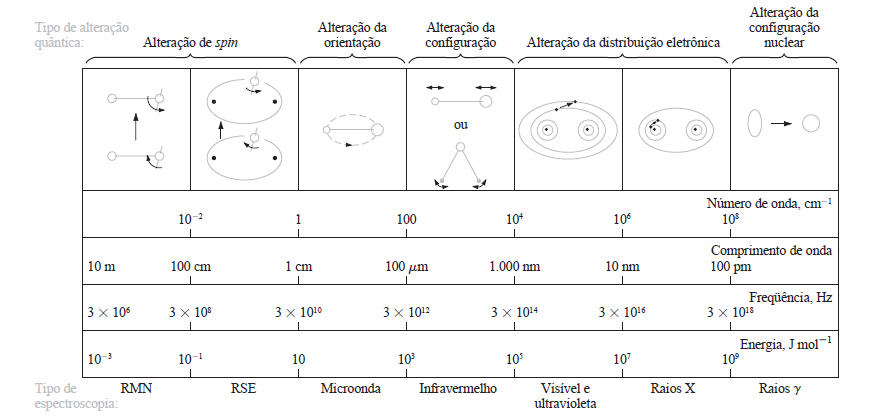 Tipo de alteração
quântica:
Alteração de spin
Alteração da
orientação
Alteração da
configuração
Alteração da distribuição eletrônica
Alteração da
configuração
nuclear
ou
Número de onda, cm⁻¹
10⁻² 1 100 10⁴ 10⁶ 10⁸
Comprimento de onda
10 m 100 cm 1 cm 100 μm 1.000 nm 10 nm 100 pm
Freqüência, Hz
3 × 10⁶ 3 × 10⁸ 3 × 10¹⁰ 3 × 10¹² 3 × 10¹⁴ 3 × 10¹⁶ 3 × 10¹⁸
Energia, J mol⁻¹
10⁻³ 10⁻¹ 10 10³ 10⁵ 10⁷ 10⁹
Tipo de
espectroscopia:
RMN RSE Microonda Infravermelho Visível e
ultravioleta
Raios X Raios γ